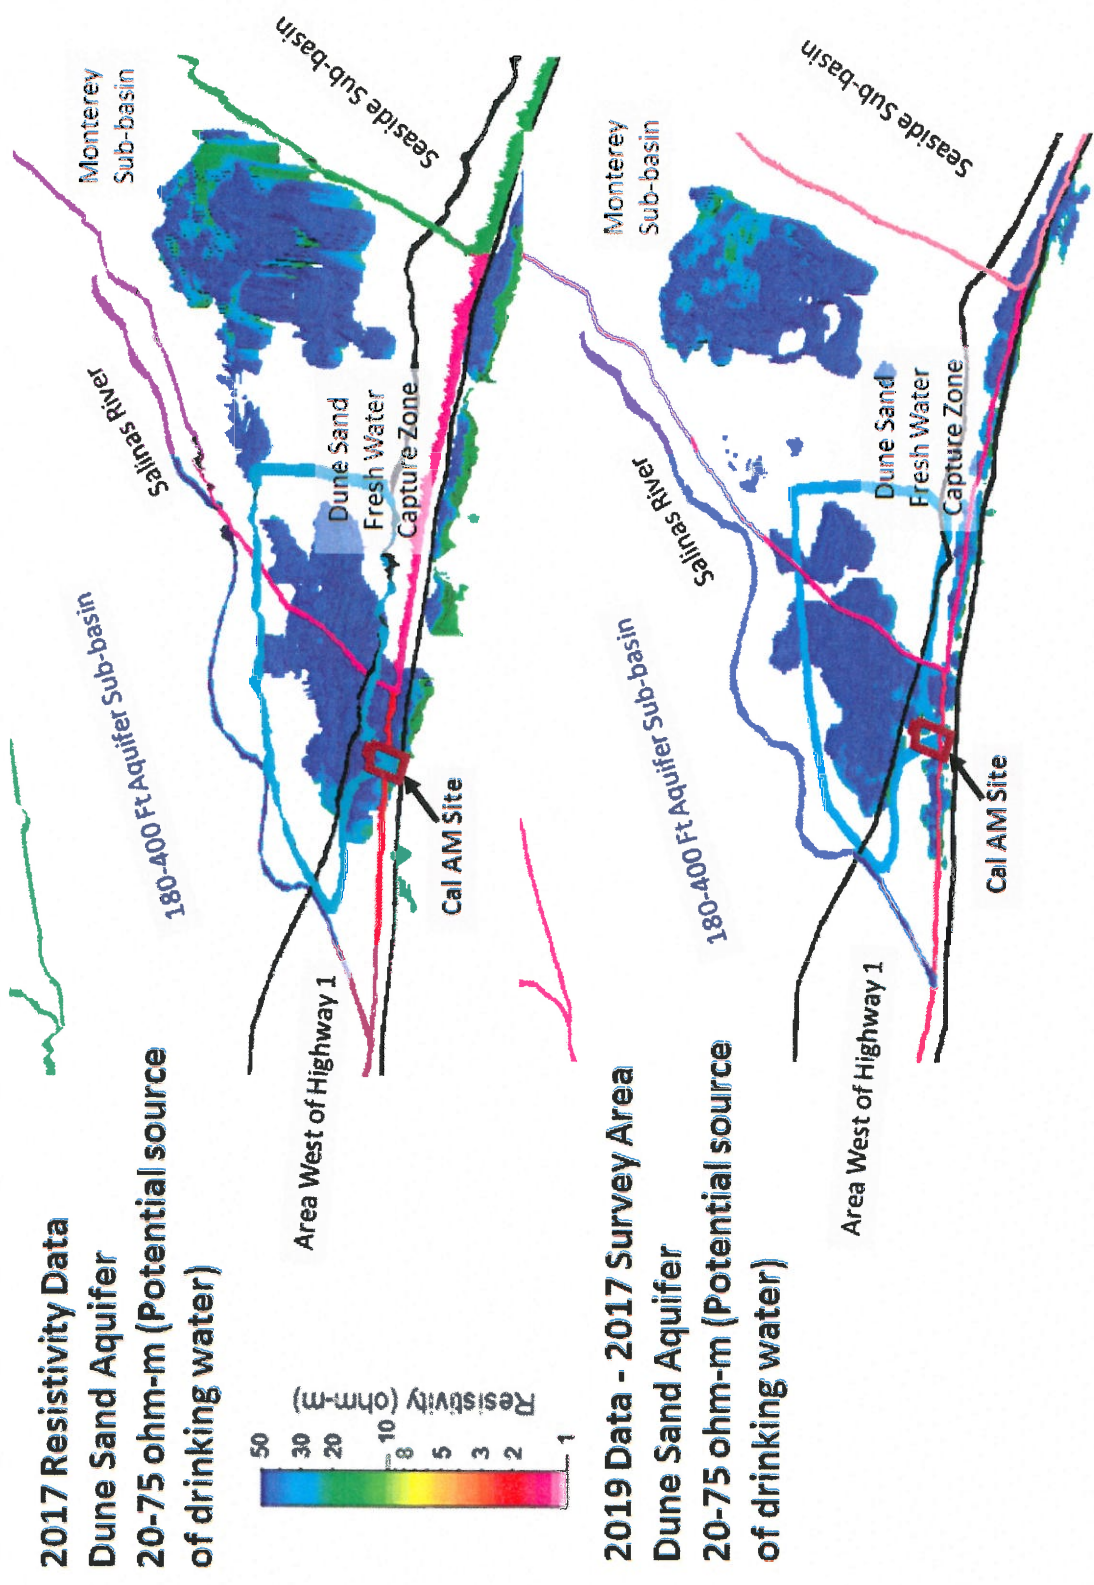 2017 Resistivity Data
Dune Sand Aquifer
20-75 ohm-m (Potential source
of drinking water)
Resistivity (ohm-m)
50
30
20
10
8
5
3
2
1
Area West of Highway 1
180-400 Ft Aquifer Sub-basin
Salinas River
Monterey
Sub-basin
Seaside Sub-basin
Dune Sand
Fresh Water
Capture Zone
Cal AM Site
2019 Data - 2017 Survey Area
Dune Sand Aquifer
20-75 ohm-m (Potential source
of drinking water)
Area West of Highway 1
180-400 Ft Aquifer Sub-basin
Salinas River
Monterey
Sub-basin
Seaside Sub-basin
Dune Sand
Fresh Water
Capture Zone
Cal AM Site